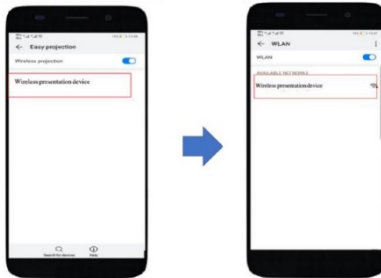 Easy projection
Wireless projection
Wireless presentation device
Search for devices
Help
WLAN
WLAN
AVAILABLE NETWORKS
Wireless presentation device